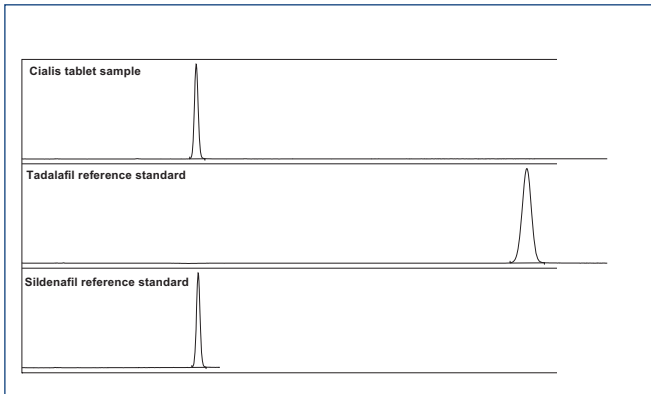 Cialis tablet sample
Tadalafil reference standard
Sildenafil reference standard